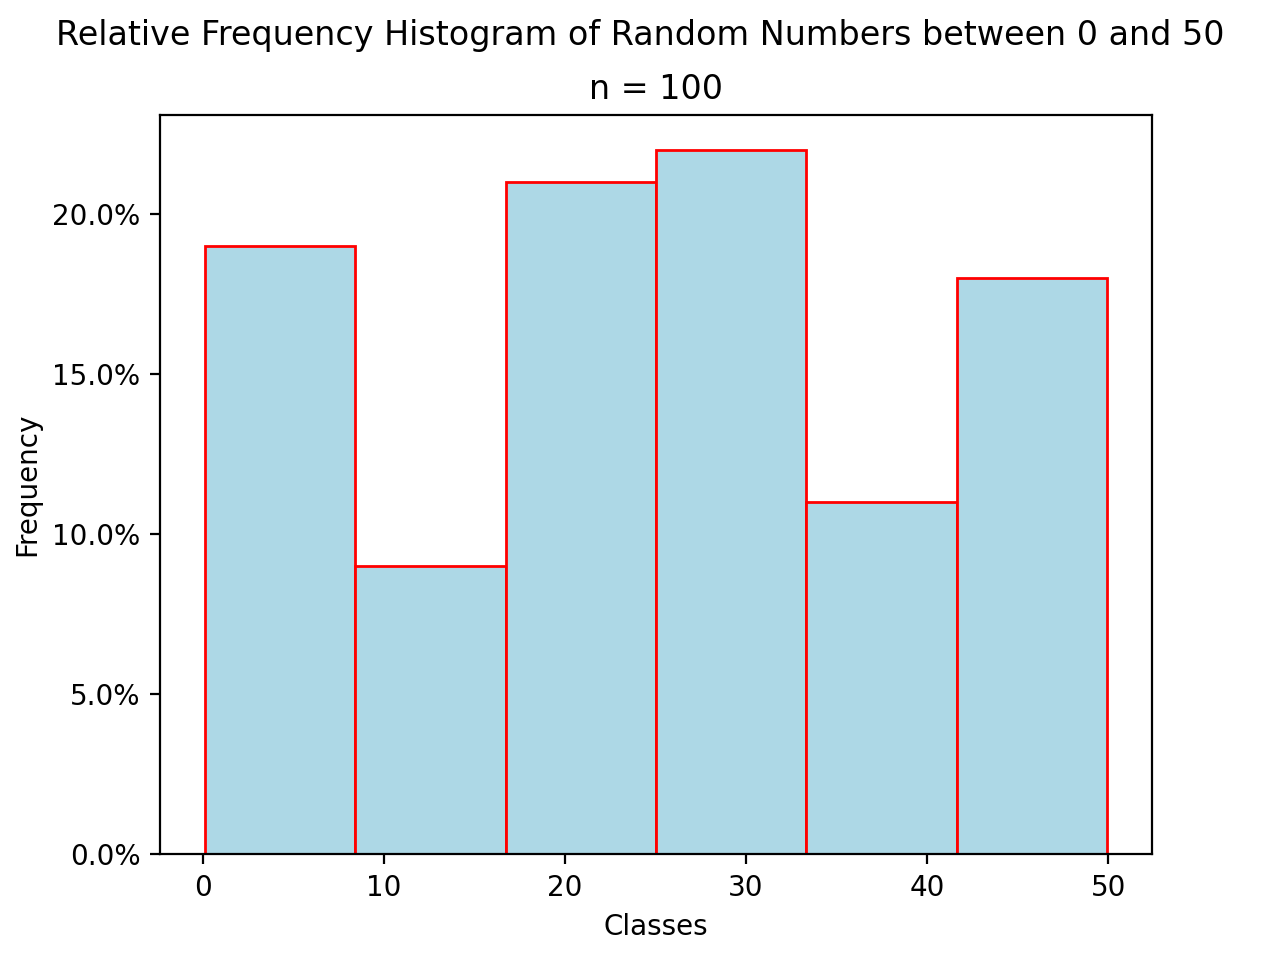 Relative Frequency Histogram of Random Numbers between 0 and 50
n = 100
20.0%
15.0%
10.0%
5.0%
0.0%
Frequency
0 10 20 30 40 50
Classes